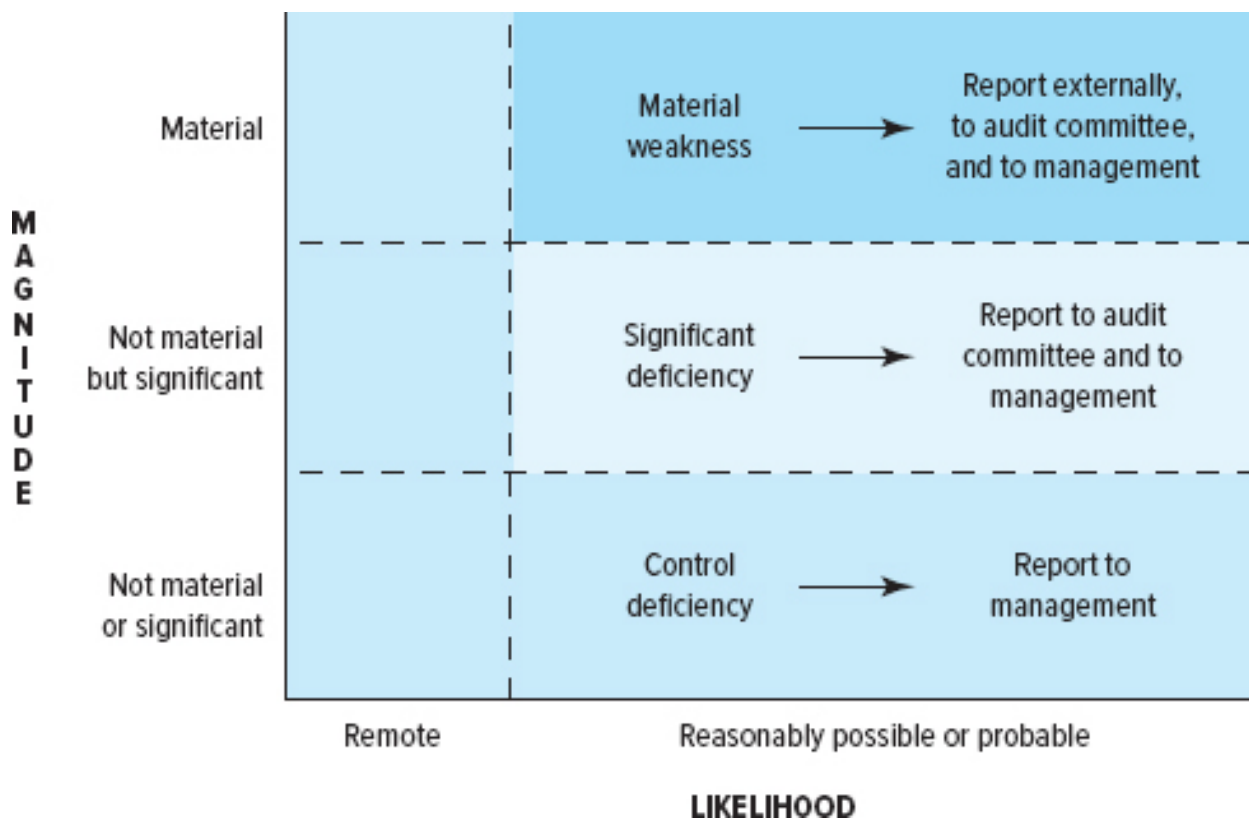 MAGNITUDE
Material
Material
weakness
Report externally,
to audit committee,
and to management
Not material
but significant
Significant
deficiency
Report to audit
committee and to
management
Not material
or significant
Control
deficiency
Report to
management
Remote
Reasonably possible or probable
LIKELIHOOD